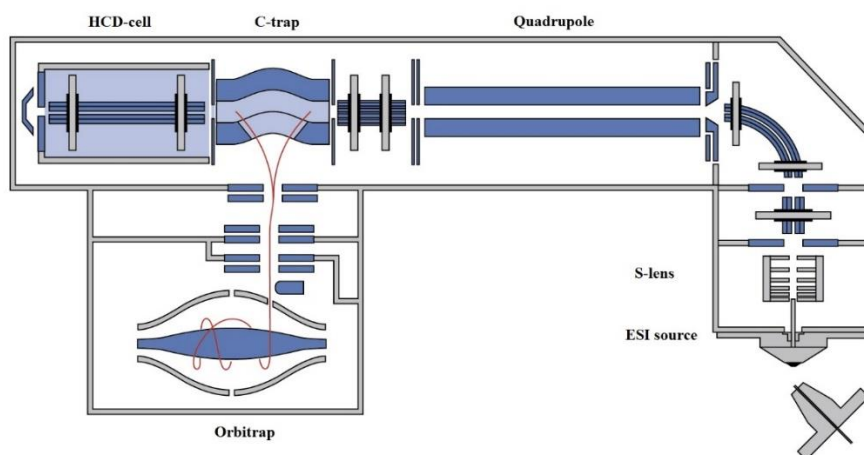 HCD-cell
C-trap
Quadrupole
S-lens
ESI source
Orbitrap